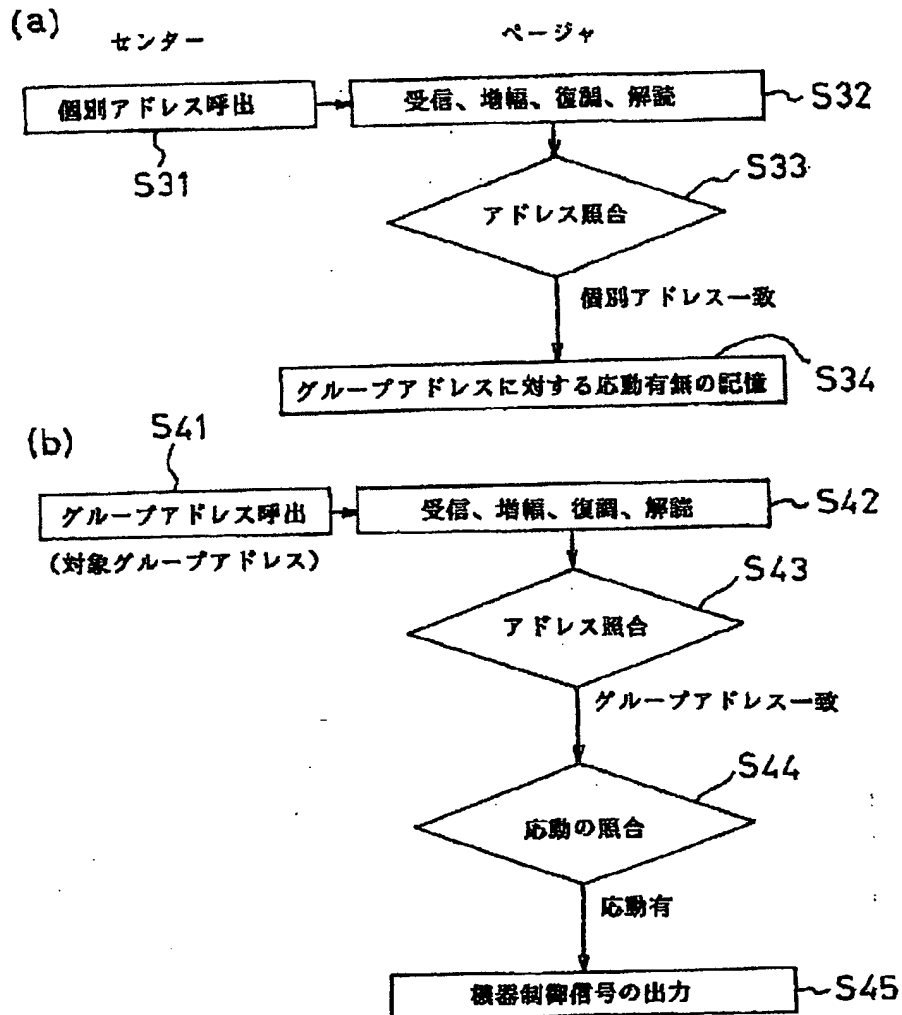 (a)
センター
ページャ
個別アドレス呼出
受信、増幅、復調、解読
S32
S31
S33
アドレス照合
個別アドレス一致
グループアドレスに対する応動有無の記憶
S34
(b)
S41
グループアドレス呼出
(対象グループアドレス)
受信、増幅、復調、解読
S42
S43
アドレス照合
グループアドレス一致
S44
応動の照合
応動有
機器制御信号の出力
S45